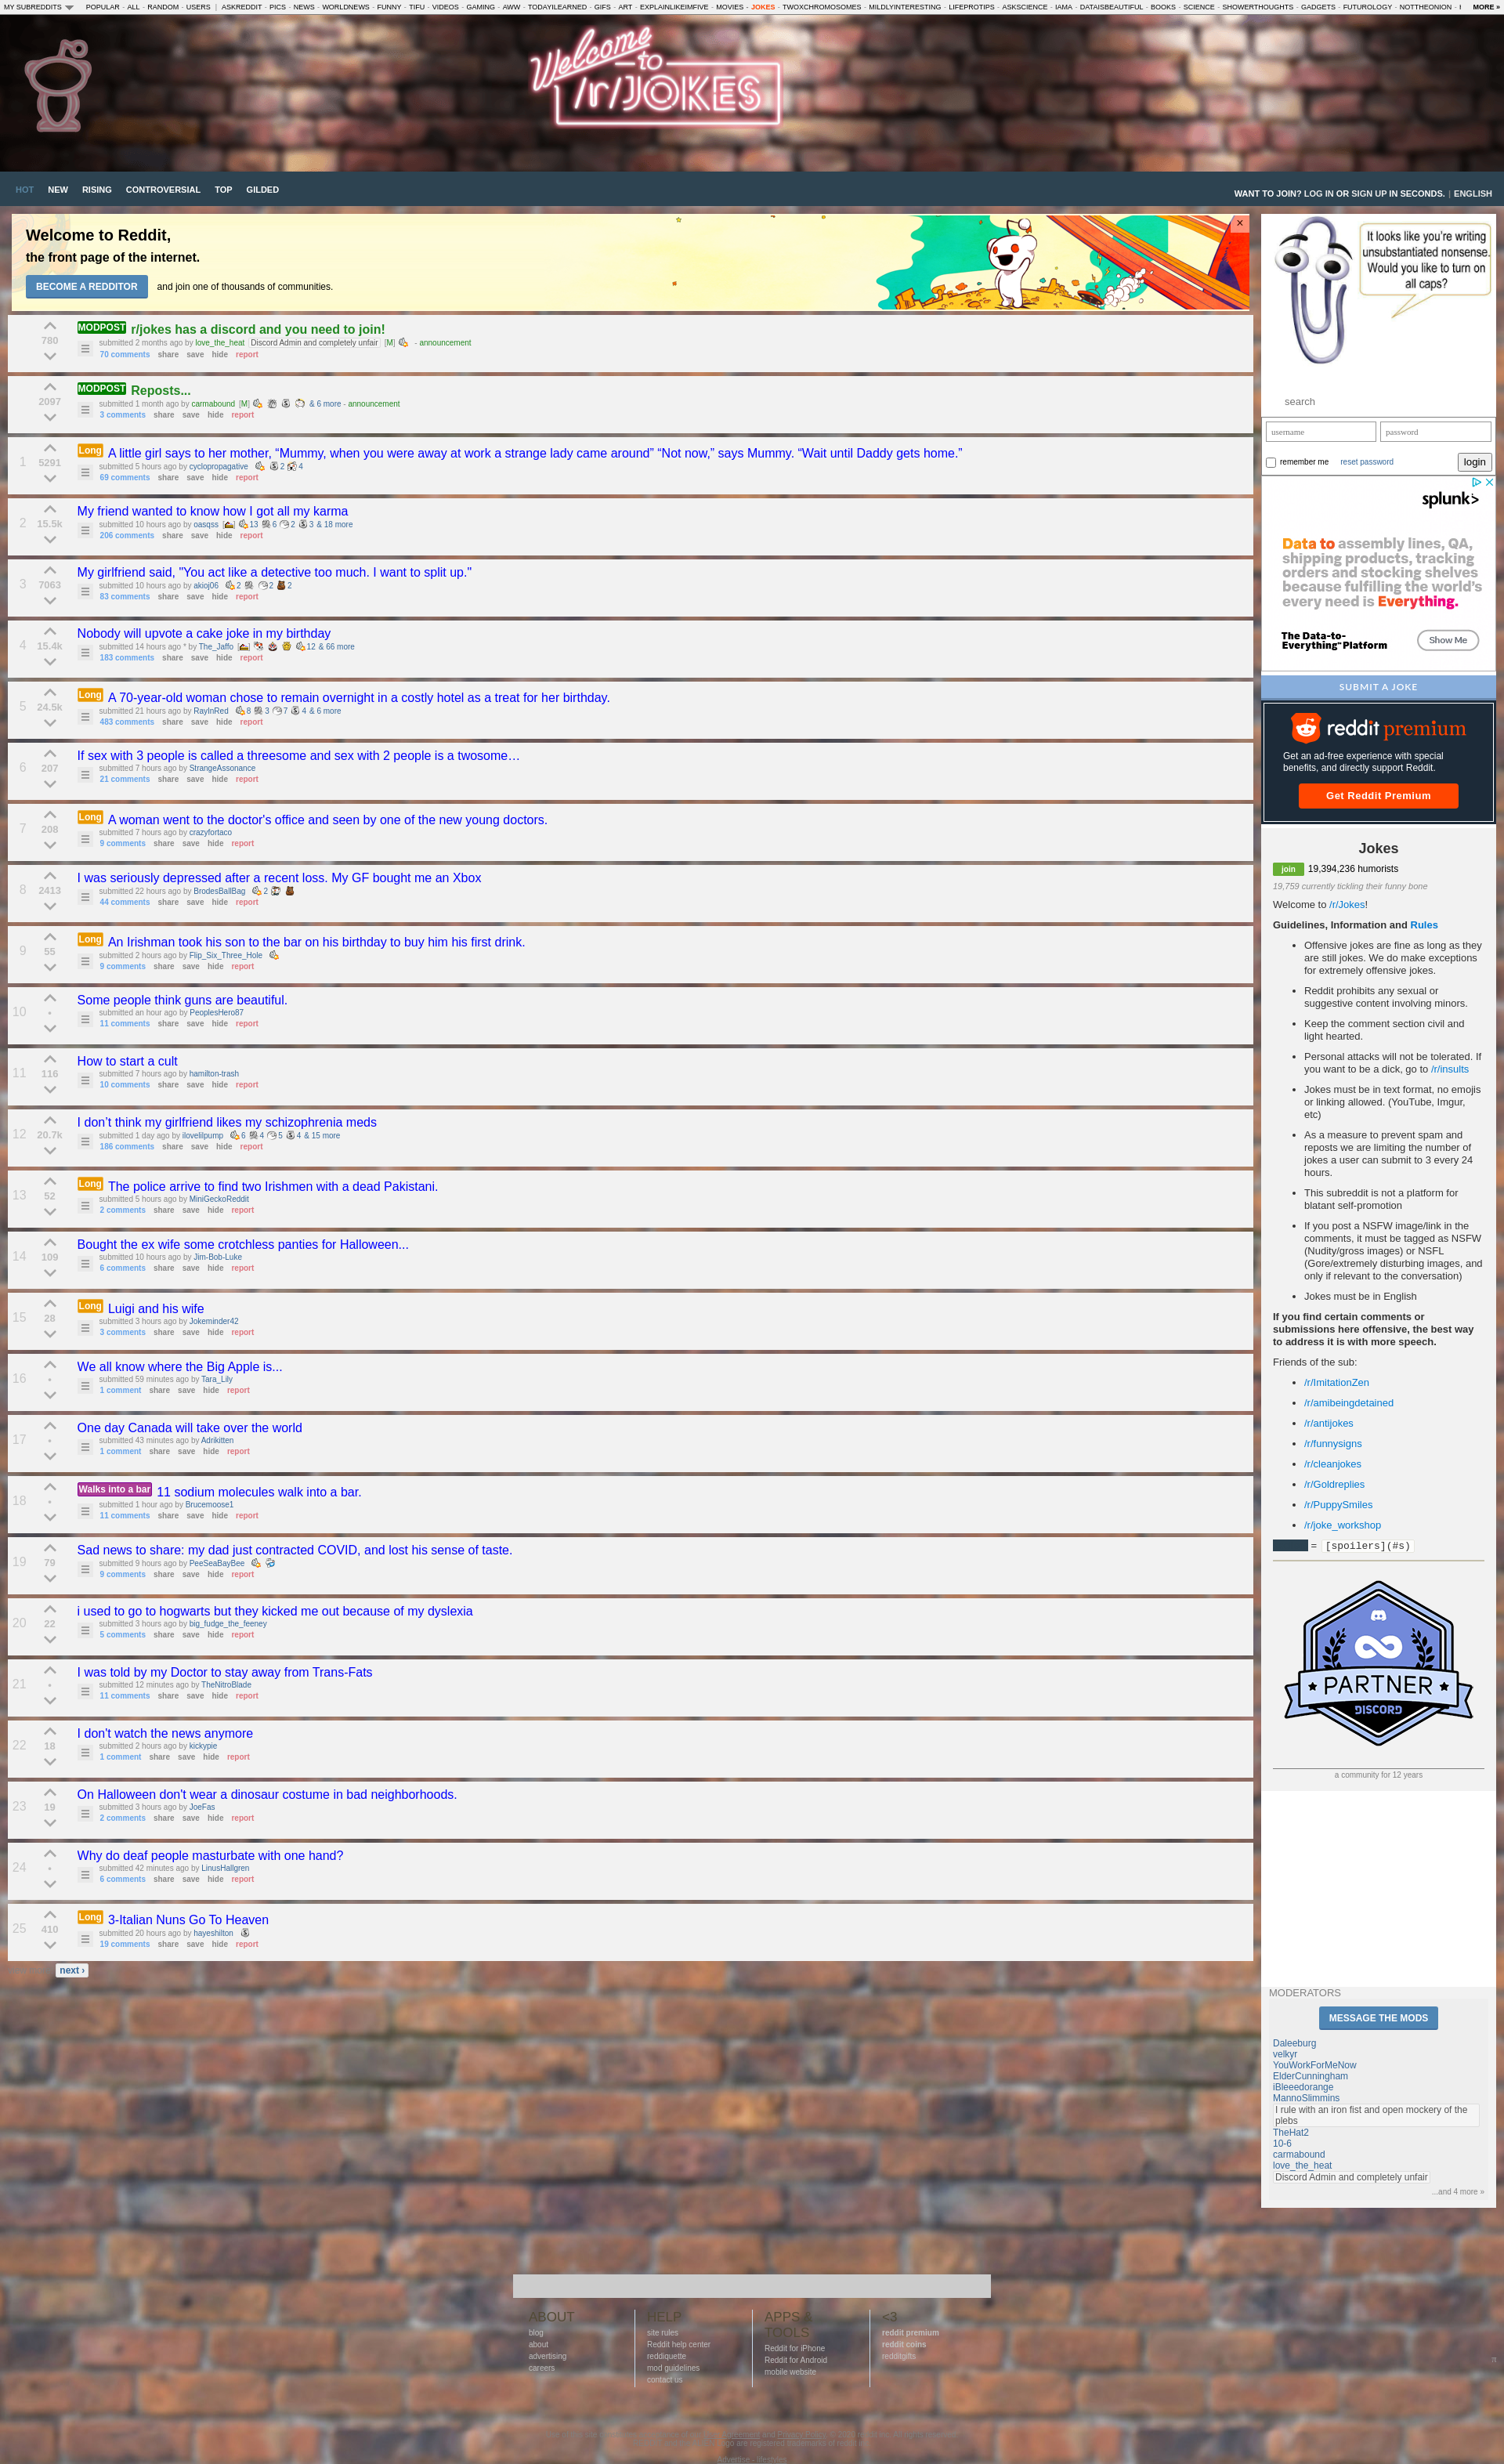 MY SUBREDDITS POPULAR - ALL - RANDOM - USERS | ASKREDDIT - PICS - NEWS - WORLDNEWS - FUNNY - TIFU - VIDEOS - GAMING - AWW - TODAYILEARNED - GIFS - ART - EXPLAINLIKEIMFIVE - MOVIES - JOKES - TWOXCHROMOSOMES - MILDLYINTERESTING - LIFEPROTIPS - ASKSCIENCE - IAMA - DATAISBEAUTIFUL - BOOKS - SCIENCE - SHOWERTHOUGHTS - GADGETS - FUTUROLOGY - NOTTHEONION - MORE »
Welcome to /r/JOKES
HOT NEW RISING CONTROVERSIAL TOP GILDED
WANT TO JOIN? LOG IN OR SIGN UP IN SECONDS. | ENGLISH
Welcome to Reddit,
the front page of the internet.
BECOME A REDDITOR and join one of thousands of communities.
780
MODPOST r/jokes has a discord and you need to join!
submitted 2 months ago by love_the_heat Discord Admin and completely unfair [M] - announcement
70 comments share save hide report
2097
MODPOST Reposts...
submitted 1 month ago by carmabound [M] & 6 more - announcement
3 comments share save hide report
1 5291
Long A little girl says to her mother, “Mummy, when you were away at work a strange lady came around” “Not now,” says Mummy. “Wait until Daddy gets home.”
submitted 5 hours ago by cyclopropagative 2 4
69 comments share save hide report
2 15.5k
My friend wanted to know how I got all my karma
submitted 10 hours ago by oasqss 13 6 2 3 & 18 more
206 comments share save hide report
3 7063
My girlfriend said, "You act like a detective too much. I want to split up."
submitted 10 hours ago by akioj06 2 2 2
83 comments share save hide report
4 15.4k
Nobody will upvote a cake joke in my birthday
submitted 14 hours ago * by The_Jaffo 12 & 66 more
183 comments share save hide report
5 24.5k
Long A 70-year-old woman chose to remain overnight in a costly hotel as a treat for her birthday.
submitted 21 hours ago by RayInRed 8 3 7 4 & 6 more
483 comments share save hide report
6 207
If sex with 3 people is called a threesome and sex with 2 people is a twosome…
submitted 7 hours ago by StrangeAssonance
21 comments share save hide report
7 208
Long A woman went to the doctor's office and seen by one of the new young doctors.
submitted 7 hours ago by crazyfortaco
9 comments share save hide report
8 2413
I was seriously depressed after a recent loss. My GF bought me an Xbox
submitted 22 hours ago by BrodesBallBag 2
44 comments share save hide report
9 55
Long An Irishman took his son to the bar on his birthday to buy him his first drink.
submitted 2 hours ago by Flip_Six_Three_Hole
9 comments share save hide report
10 •
Some people think guns are beautiful.
submitted an hour ago by PeoplesHero87
11 comments share save hide report
11 116
How to start a cult
submitted 7 hours ago by hamilton-trash
10 comments share save hide report
12 20.7k
I don’t think my girlfriend likes my schizophrenia meds
submitted 1 day ago by ilovelilpump 6 4 5 4 & 15 more
186 comments share save hide report
13 52
Long The police arrive to find two Irishmen with a dead Pakistani.
submitted 5 hours ago by MiniGeckoReddit
2 comments share save hide report
14 109
Bought the ex wife some crotchless panties for Halloween...
submitted 10 hours ago by Jim-Bob-Luke
6 comments share save hide report
15 28
Long Luigi and his wife
submitted 3 hours ago by Jokeminder42
3 comments share save hide report
16 •
We all know where the Big Apple is...
submitted 59 minutes ago by Tara_Lily
1 comment share save hide report
17 •
One day Canada will take over the world
submitted 43 minutes ago by Adrikitten
1 comment share save hide report
18 •
Walks into a bar 11 sodium molecules walk into a bar.
submitted 1 hour ago by Brucemoose1
11 comments share save hide report
19 79
Sad news to share: my dad just contracted COVID, and lost his sense of taste.
submitted 9 hours ago by PeeSeaBayBee
9 comments share save hide report
20 22
i used to go to hogwarts but they kicked me out because of my dyslexia
submitted 3 hours ago by big_fudge_the_feeney
5 comments share save hide report
21 •
I was told by my Doctor to stay away from Trans-Fats
submitted 12 minutes ago by TheNitroBlade
11 comments share save hide report
22 18
I don't watch the news anymore
submitted 2 hours ago by kickypie
1 comment share save hide report
23 19
On Halloween don't wear a dinosaur costume in bad neighborhoods.
submitted 3 hours ago by JoeFas
2 comments share save hide report
24 •
Why do deaf people masturbate with one hand?
submitted 42 minutes ago by LinusHallgren
6 comments share save hide report
25 410
Long 3-Italian Nuns Go To Heaven
submitted 20 hours ago by hayeshilton
19 comments share save hide report
next ›
It looks like you're writing unsubstantiated nonsense. Would you like to turn on all caps?
search
username password
remember me reset password login
splunk>
Data to assembly lines, QA,
shipping products, tracking
orders and stocking shelves
because fulfilling the world's
every need is Everything.
The Data-to-
Everything™ Platform
Show Me
SUBMIT A JOKE
reddit premium
Get an ad-free experience with special
benefits, and directly support Reddit.
Get Reddit Premium
Jokes
join 19,394,236 humorists
19,759 currently tickling their funny bone
Welcome to /r/Jokes!
Guidelines, Information and Rules
• Offensive jokes are fine as long as they
are still jokes. We do make exceptions
for extremely offensive jokes.
• Reddit prohibits any sexual or
suggestive content involving minors.
• Keep the comment section civil and
light hearted.
• Personal attacks will not be tolerated. If
you want to be a dick, go to /r/insults
• Jokes must be in text format, no emojis
or linking allowed. (YouTube, Imgur,
etc)
• As a measure to prevent spam and
reposts we are limiting the number of
jokes a user can submit to 3 every 24
hours.
• This subreddit is not a platform for
blatant self-promotion
• If you post a NSFW image/link in the
comments, it must be tagged as NSFW
(Nudity/gross images) or NSFL
(Gore/extremely disturbing images, and
only if relevant to the conversation)
• Jokes must be in English
If you find certain comments or
submissions here offensive, the best way
to address it is with more speech.
Friends of the sub:
• /r/ImitationZen
• /r/amibeingdetained
• /r/antijokes
• /r/funnysigns
• /r/cleanjokes
• /r/Goldreplies
• /r/PuppySmiles
• /r/joke_workshop
= [spoilers](#s)
PARTNER
DISCORD
a community for 12 years
MODERATORS
MESSAGE THE MODS
Daleeburg
velkyr
YouWorkForMeNow
ElderCunningham
iBleeedorange
MannoSlimmins
I rule with an iron fist and open mockery of the
plebs
TheHat2
10-6
carmabound
love_the_heat
Discord Admin and completely unfair
...and 4 more »
ABOUT
blog
about
advertising
careers
HELP
site rules
Reddit help center
reddiquette
mod guidelines
contact us
APPS &
TOOLS
Reddit for iPhone
Reddit for Android
mobile website
<3
reddit premium
reddit coins
redditgifts
π